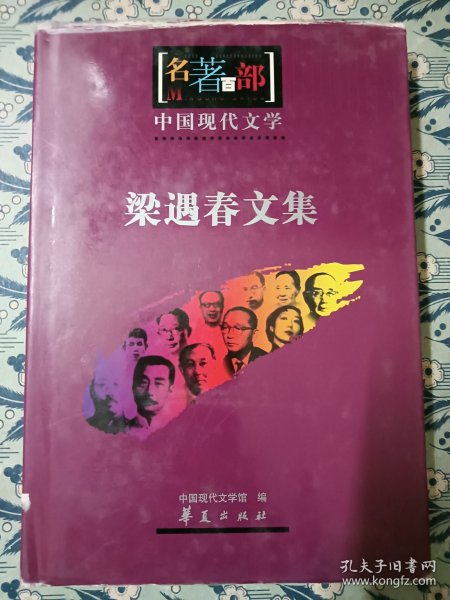 名著百部
中国现代文学
梁遇春文集
中国现代文学馆 编
华夏出版社
孔夫子旧书网
www.kongfz.com